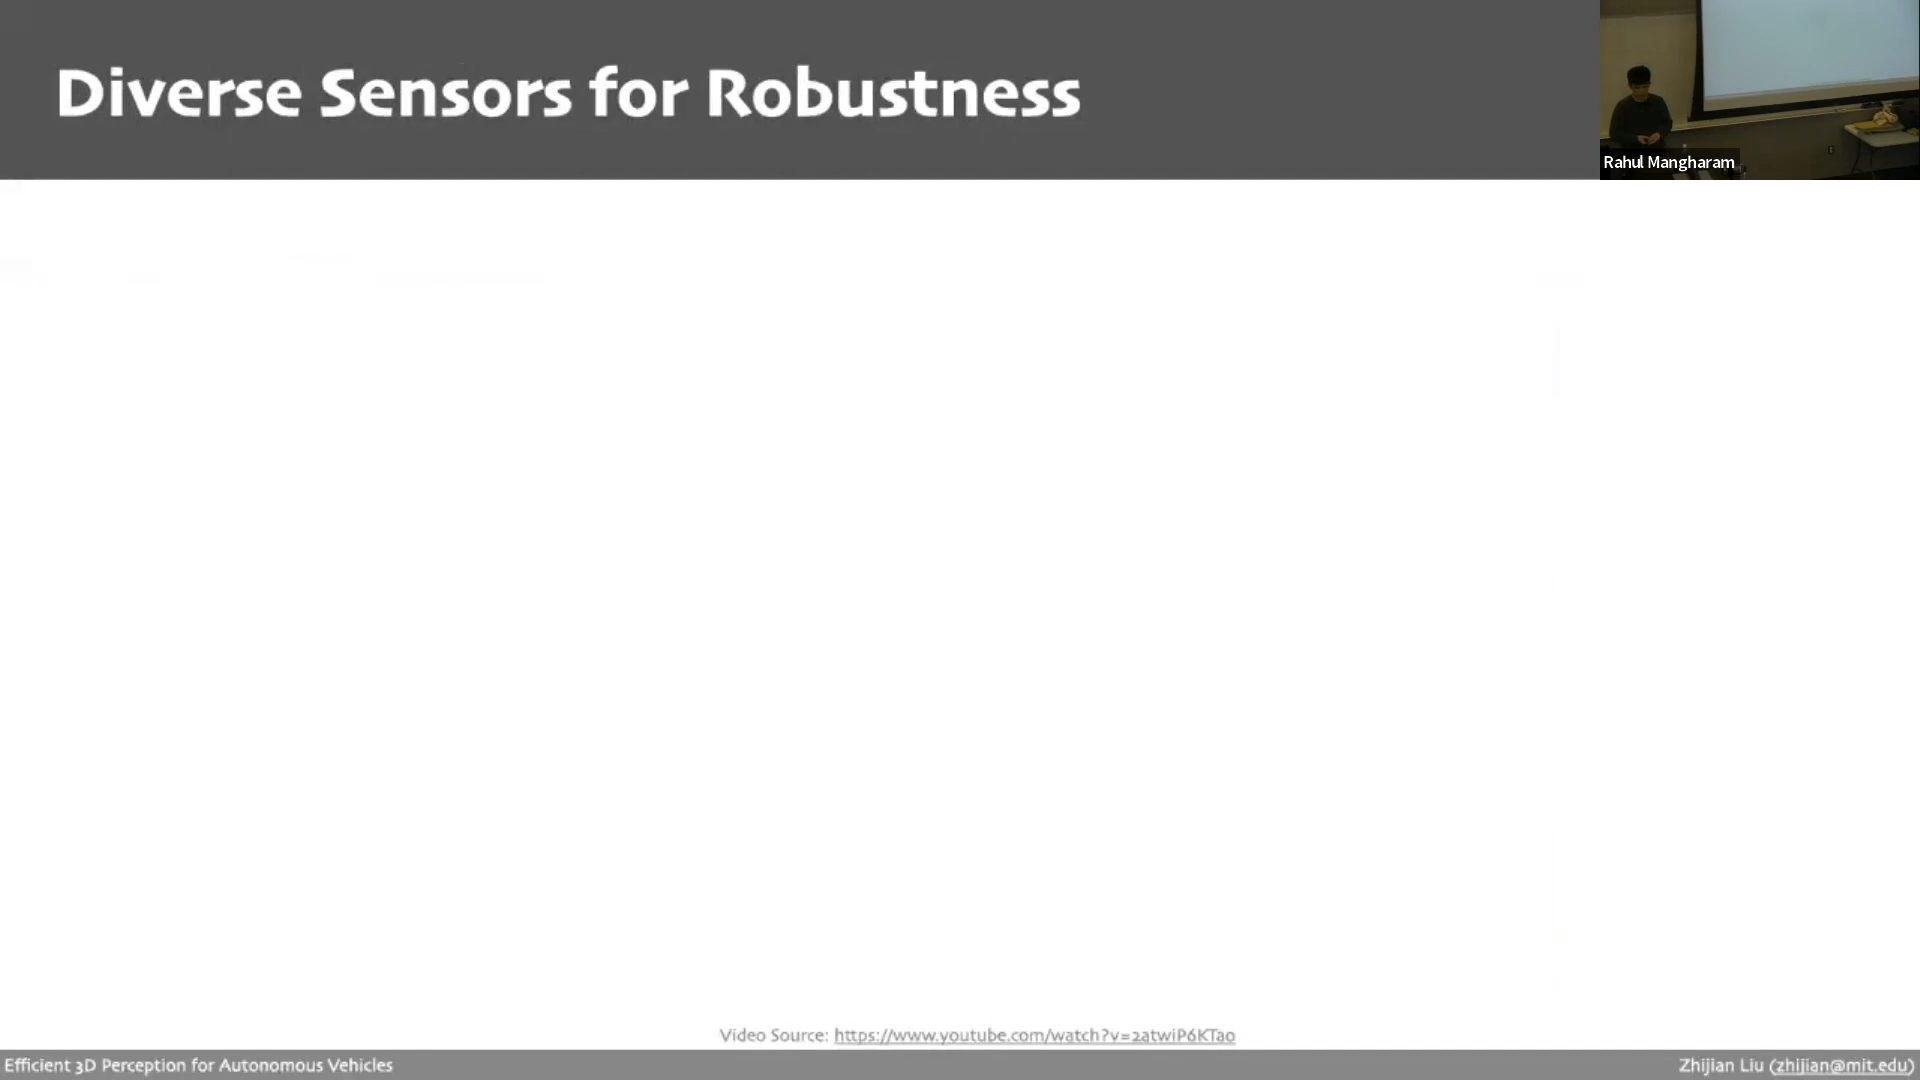 Diverse Sensors for Robustness
Rahul Mangharam
Video Source: https://www.youtube.com/watch?v=2atwiP6KTao
Efficient 3D Perception for Autonomous Vehicles
Zhijian Liu (zhijian@mit.edu)